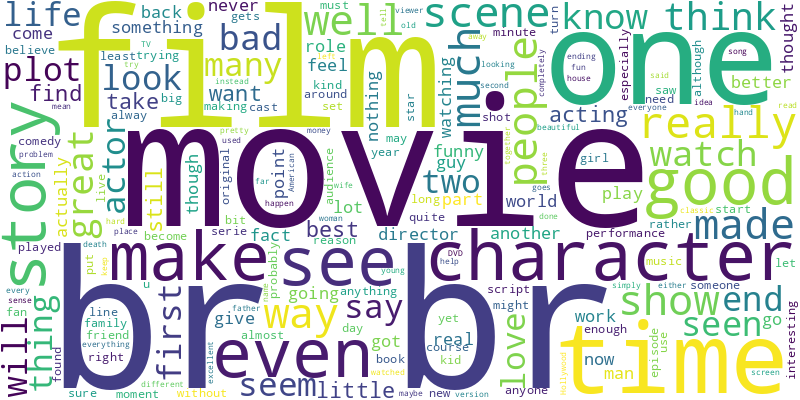 life
come
believe
back
something
never
gets
well
must
tell
viewer
old
scene
turn
know think
thought
film
one
plot
find
look
take
least
TV
trying
try
bad
many
want
making
cast
instead
big
alway
role
feel
kind
around
set
left
star
nothing
away
much
watching
minute
looking
second
shot
people
completely
ending
fun
house
song
especially
although
said
saw
need
everyone
better
idea
hand
read
acting
beautiful
story
mean
comedy
problem
action
actually
great
live
hard
place
played
actor
still
though
pretty
used
original
bit
become
serie
movie
money
American
far
happen
point
wife
woman
audience
lot
fact
reason
best
may
year
funny
guy
two
long
part
quite
director
together
three
girl
world
goes
done
another
play
performance
really
watch
good
classic
rather
start
made
make
see
character
music
let
br br
death
put
keep
every
sense
fan
will
thing
found
u
line
family
friend
everything
right
sure
moment
different
first
without
excellent
name
father
give
almost
even
seem
going
way
probably
young
anything
say
day
got
book
little
kid
course
real
yet
might
script
DVD
help
maybe
new
watched
version
love
anyone
simply
either
someone
work
enough
now
man
Hollywood
show
seen
episode
use
end
go
time
screen
interesting